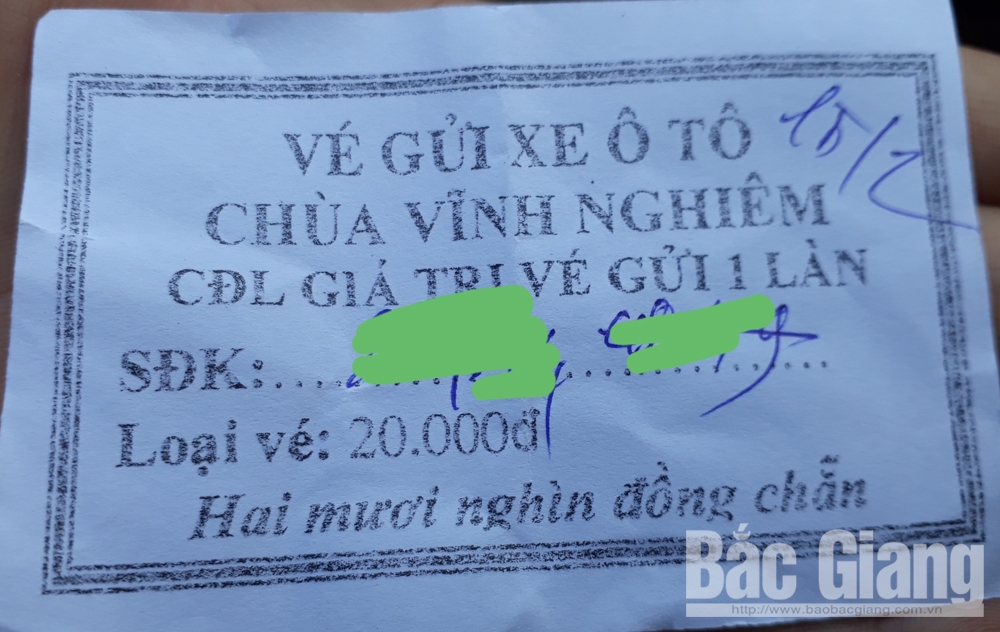 VÉ GỬI XE Ô TÔ
CHÙA VĨNH NGHIÊM
CĐL GIÁ TRỊ VÉ GỬI 1 LÀN
SĐK:
Loại vé: 20.000đ
Hai mươi nghìn đồng chẵn
Bắc Giang
http://www.baobacgiang.com.vn